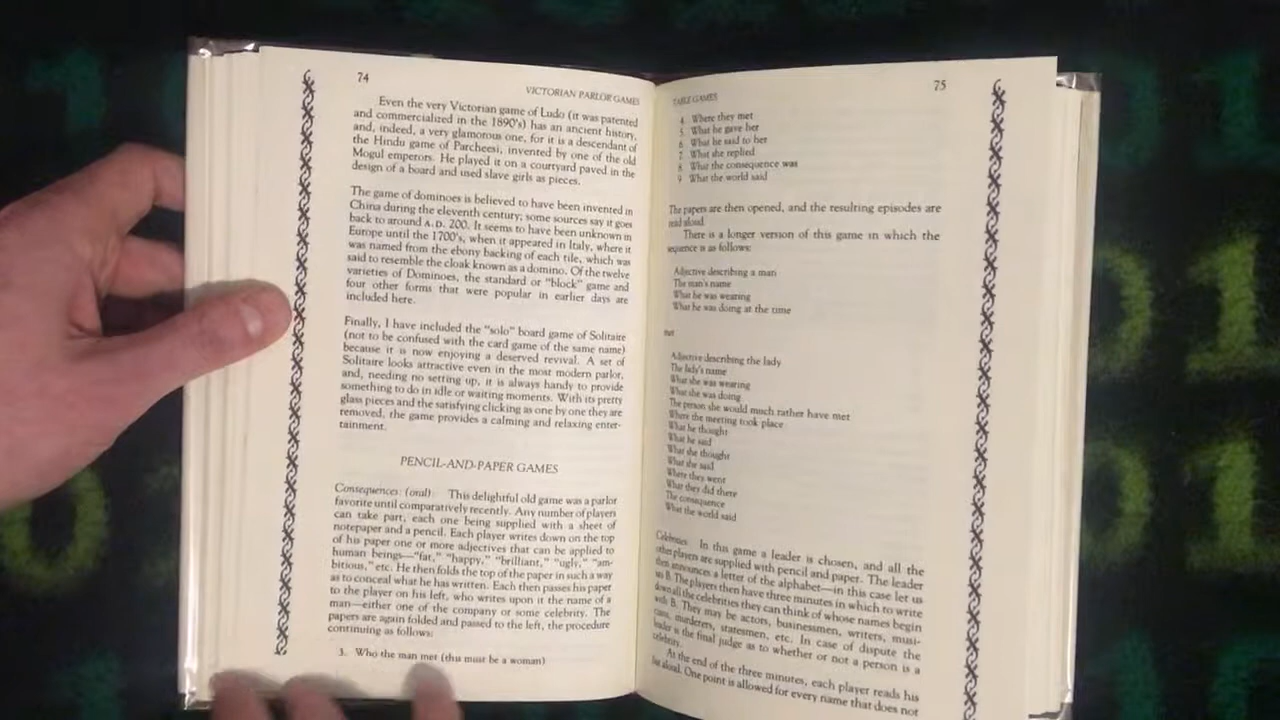 74
VICTORIAN PARLOR GAMES
Even the very Victorian game of Ludo (it was patented
and commercialized in the 1890's) has an ancient history,
and, indeed, a very glamorous one, for it is a descendant of
the Hindu game of Parcheesi, invented by one of the old
Mogul emperors. He played it on a courtyard paved in the
design of a board and used slave girls as pieces.
The game of dominoes is believed to have been invented in
China during the eleventh century; some sources say it goes
back to around A.D. 200. It seems to have been unknown in
Europe until the 1700's, when it appeared in Italy, where it
was named from the ebony backing of each tile, which was
said to resemble the cloak known as a domino. Of the twelve
varieties of Dominoes, the standard or "block" game and
four other forms that were popular in earlier days are
included here.
Finally, I have included the "solo" board game of Solitaire
(not to be confused with the card game of the same name)
because it is now enjoying a deserved revival. A set of
Solitaire looks attractive even in the most modern parlor,
and, needing no setting up, it is always handy to provide
something to do in idle or waiting moments. With its pretty
glass pieces and the satisfying clicking as one by one they are
removed, the game provides a calming and relaxing enter-
tainment.
PENCIL-AND-PAPER GAMES
Consequences: (oral) This delightful old game was a parlor
favorite until comparatively recently. Any number of players
can take part, each one being supplied with a sheet of
notepaper and a pencil. Each player writes down on the top
of his paper one or more adjectives that can be applied to
human beings—"fat," "happy," "brilliant," "ugly," "am-
bitious," etc. He then folds the top of the paper in such a way
as to conceal what he has written. Each then passes his paper
to the player on his left, who writes upon it the name of a
man—either one of the company or some celebrity. The
papers are again folded and passed to the left, the procedure
continuing as follows:
3. Who the man met (this must be a woman)
75
TABLE GAMES
4. Where they met
5. What he gave her
6. What he said to her
7. What she replied
8. What the consequence was
9. What the world said
The papers are then opened, and the resulting episodes are
read aloud.
There is a longer version of this game in which the
sequence is as follows:
Adjective describing a man
The man's name
What he was wearing
What he was doing at the time
met
Adjective describing the lady
The lady's name
What she was wearing
What she was doing
The person she would much rather have met
Where the meeting took place
What he thought
What he said
What she thought
What she said
Where they went
What they did there
The consequence
What the world said
Celebrities: In this game a leader is chosen, and all the
other players are supplied with pencil and paper. The leader
then announces a letter of the alphabet—in this case let us
say B. The players then have three minutes in which to write
down all the celebrities they can think of whose names begin
with B. They may be actors, businessmen, writers, musi-
cians, murderers, statesmen, etc. In case of dispute the
leader is the final judge as to whether or not a person is a
celebrity.
At the end of the three minutes, each player reads his
list aloud. One point is allowed for every name that does not